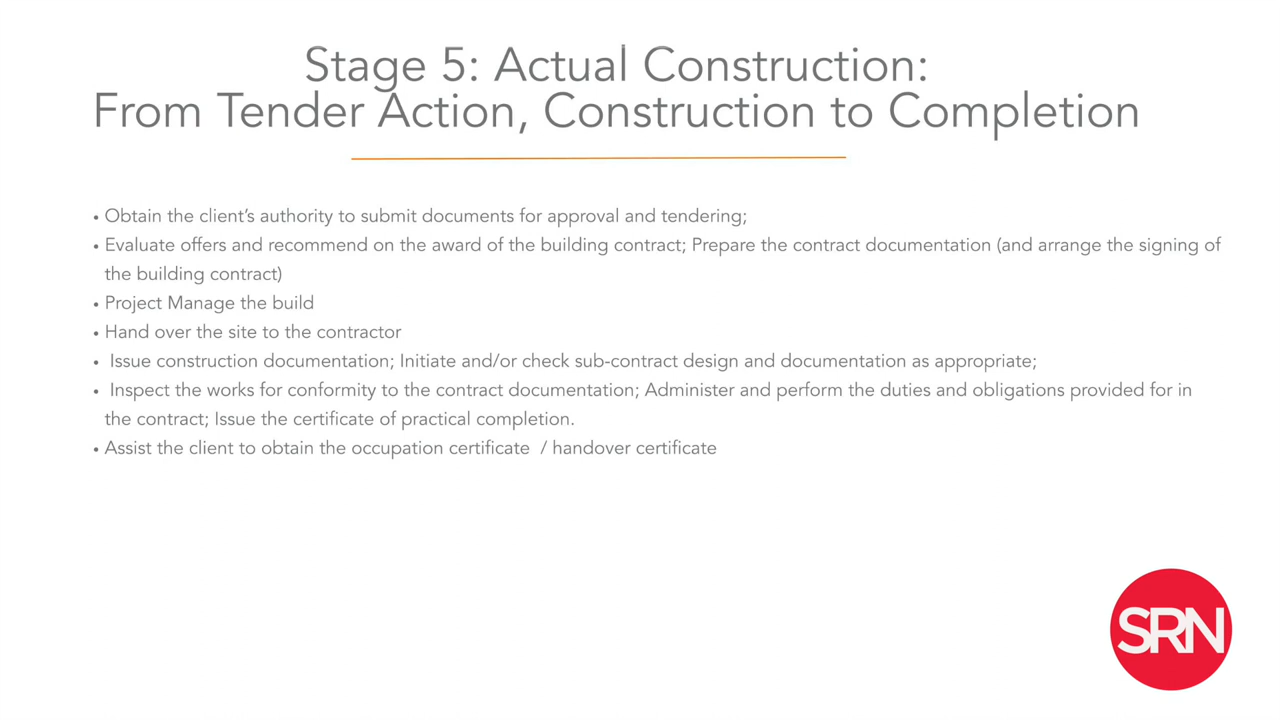 Stage 5: Actual Construction:
From Tender Action, Construction to Completion
• Obtain the client’s authority to submit documents for approval and tendering;
• Evaluate offers and recommend on the award of the building contract; Prepare the contract documentation (and arrange the signing of
the building contract)
• Project Manage the build
• Hand over the site to the contractor
• Issue construction documentation; Initiate and/or check sub-contract design and documentation as appropriate;
• Inspect the works for conformity to the contract documentation; Administer and perform the duties and obligations provided for in
the contract; Issue the certificate of practical completion.
• Assist the client to obtain the occupation certificate / handover certificate
SRN